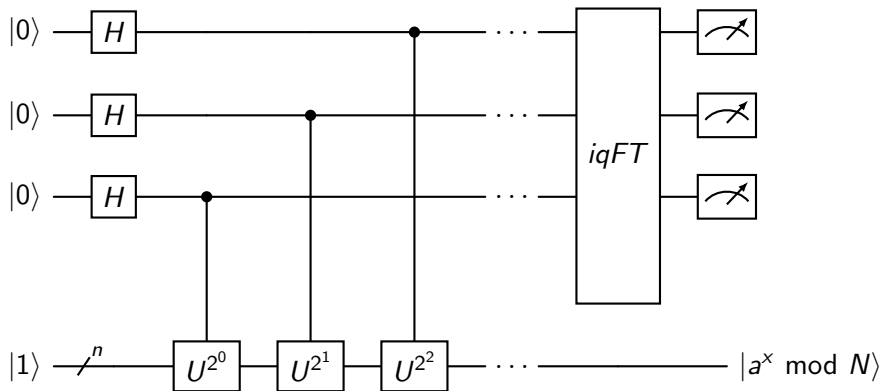 |0⟩ H ···
|0⟩ H ··· iqFT
|0⟩ H ···
|1⟩ n U^{2^0} U^{2^1} U^{2^2} ··· |a^x mod N⟩